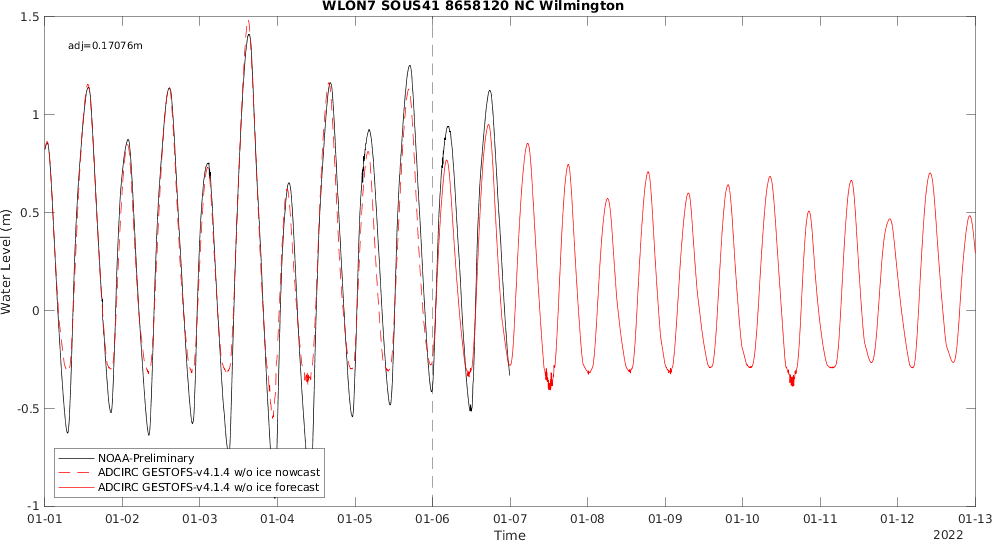 WLON7 SOUS41 8658120 NC Wilmington
adj=0.17076m
1.5
1
0.5
0
-0.5
-1
Water Level (m)
NOAA-Preliminary
ADCIRC GESTOFS-v4.1.4 w/o ice nowcast
ADCIRC GESTOFS-v4.1.4 w/o ice forecast
01-01 01-02 01-03 01-04 01-05 01-06 01-07 01-08 01-09 01-10 01-11 01-12 01-13
Time
2022